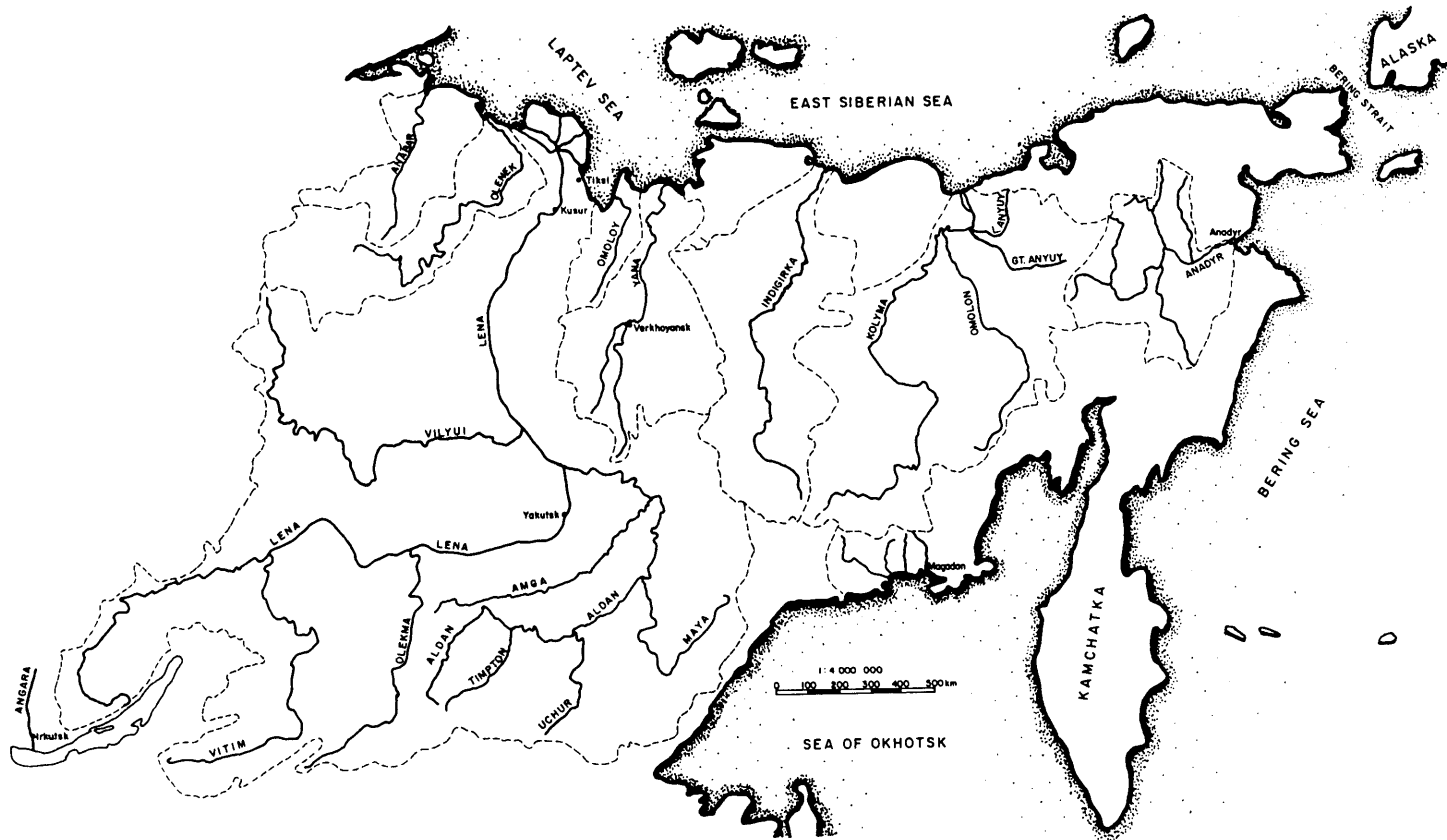 LAPTEV SEA
EAST SIBERIAN SEA
ALASKA
BERING STRAIT
ANABAR
OLENEK
Tiksi
Kusur
OMOLOY
YANA
Verkhoyansk
LENA
INDIGIRKA
KOLYMA
OMOLON
L. ANYUY
GT. ANYUY
Anadyr
ANADYR
BERING SEA
VILYUI
Yakutsk
LENA
LENA
AMGA
ALDAN
ALDAN
TIMPTON
UCHUR
MAYA
OLEKMA
VITIM
ANGARA
Irkutsk
Magadan
KAMCHATKA
1:4 000 000
0 100 200 300 400 500 km
SEA OF OKHOTSK